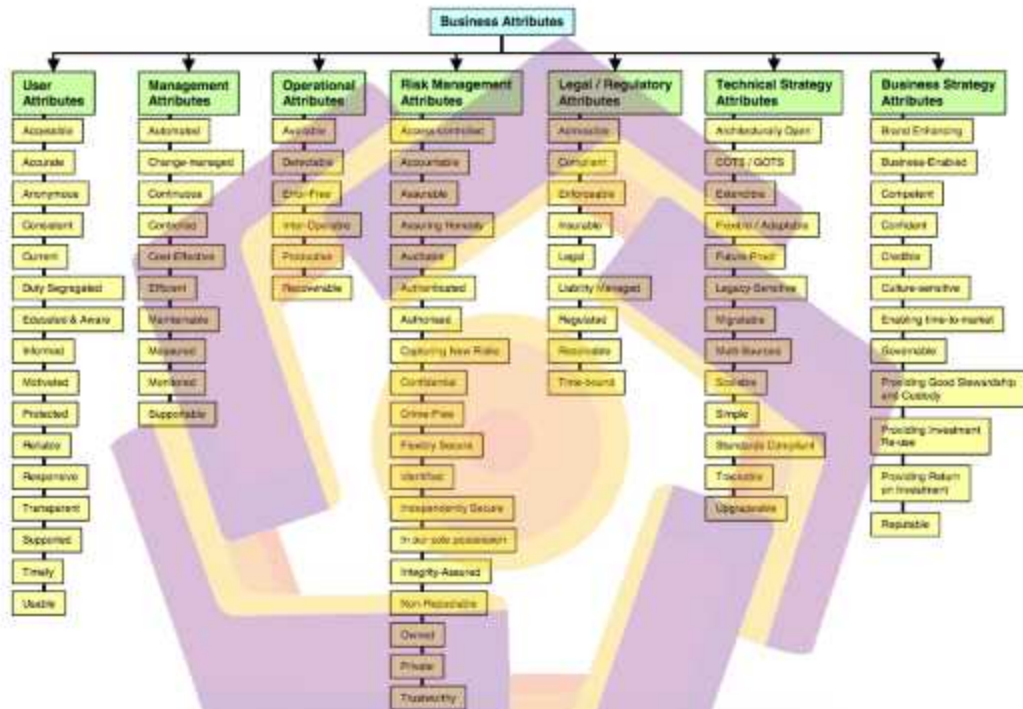 Business Attributes
User
Attributes
Accessible
Accurate
Anonymous
Consistent
Current
Duty Segregated
Educated & Aware
Informed
Motivated
Protected
Reliable
Responsive
Transparent
Supported
Timely
Usable
Management
Attributes
Automated
Change-managed
Continuous
Controlled
Cost-Effective
Efficient
Maintainable
Measured
Monitored
Supportable
Operational
Attributes
Available
Detectable
Error-Free
Inter-Operable
Productive
Recoverable
Risk Management
Attributes
Access-controlled
Accountable
Assurable
Assuring Honesty
Auditable
Authenticated
Authorised
Capturing New Risks
Confidential
Crime-Free
Flexibly Secure
Identified
Independently Secure
In our sole possession
Integrity-Assured
Non-Repudiable
Owned
Private
Trustworthy
Legal / Regulatory
Attributes
Admissible
Compliant
Enforceable
Insurable
Legal
Liability Managed
Regulated
Resolvable
Time-bound
Technical Strategy
Attributes
Architecturally Open
COTS / GOTS
Extendible
Flexible / Adaptable
Future-Proof
Legacy-Sensitive
Migratable
Multi-Sourced
Scalable
Simple
Standards Compliant
Traceable
Upgradeable
Business Strategy
Attributes
Brand Enhancing
Business-Enabled
Competent
Confident
Credible
Culture-sensitive
Enabling time-to-market
Governable
Providing Good Stewardship
and Custody
Providing Investment
Re-use
Providing Return
on Investment
Reputable